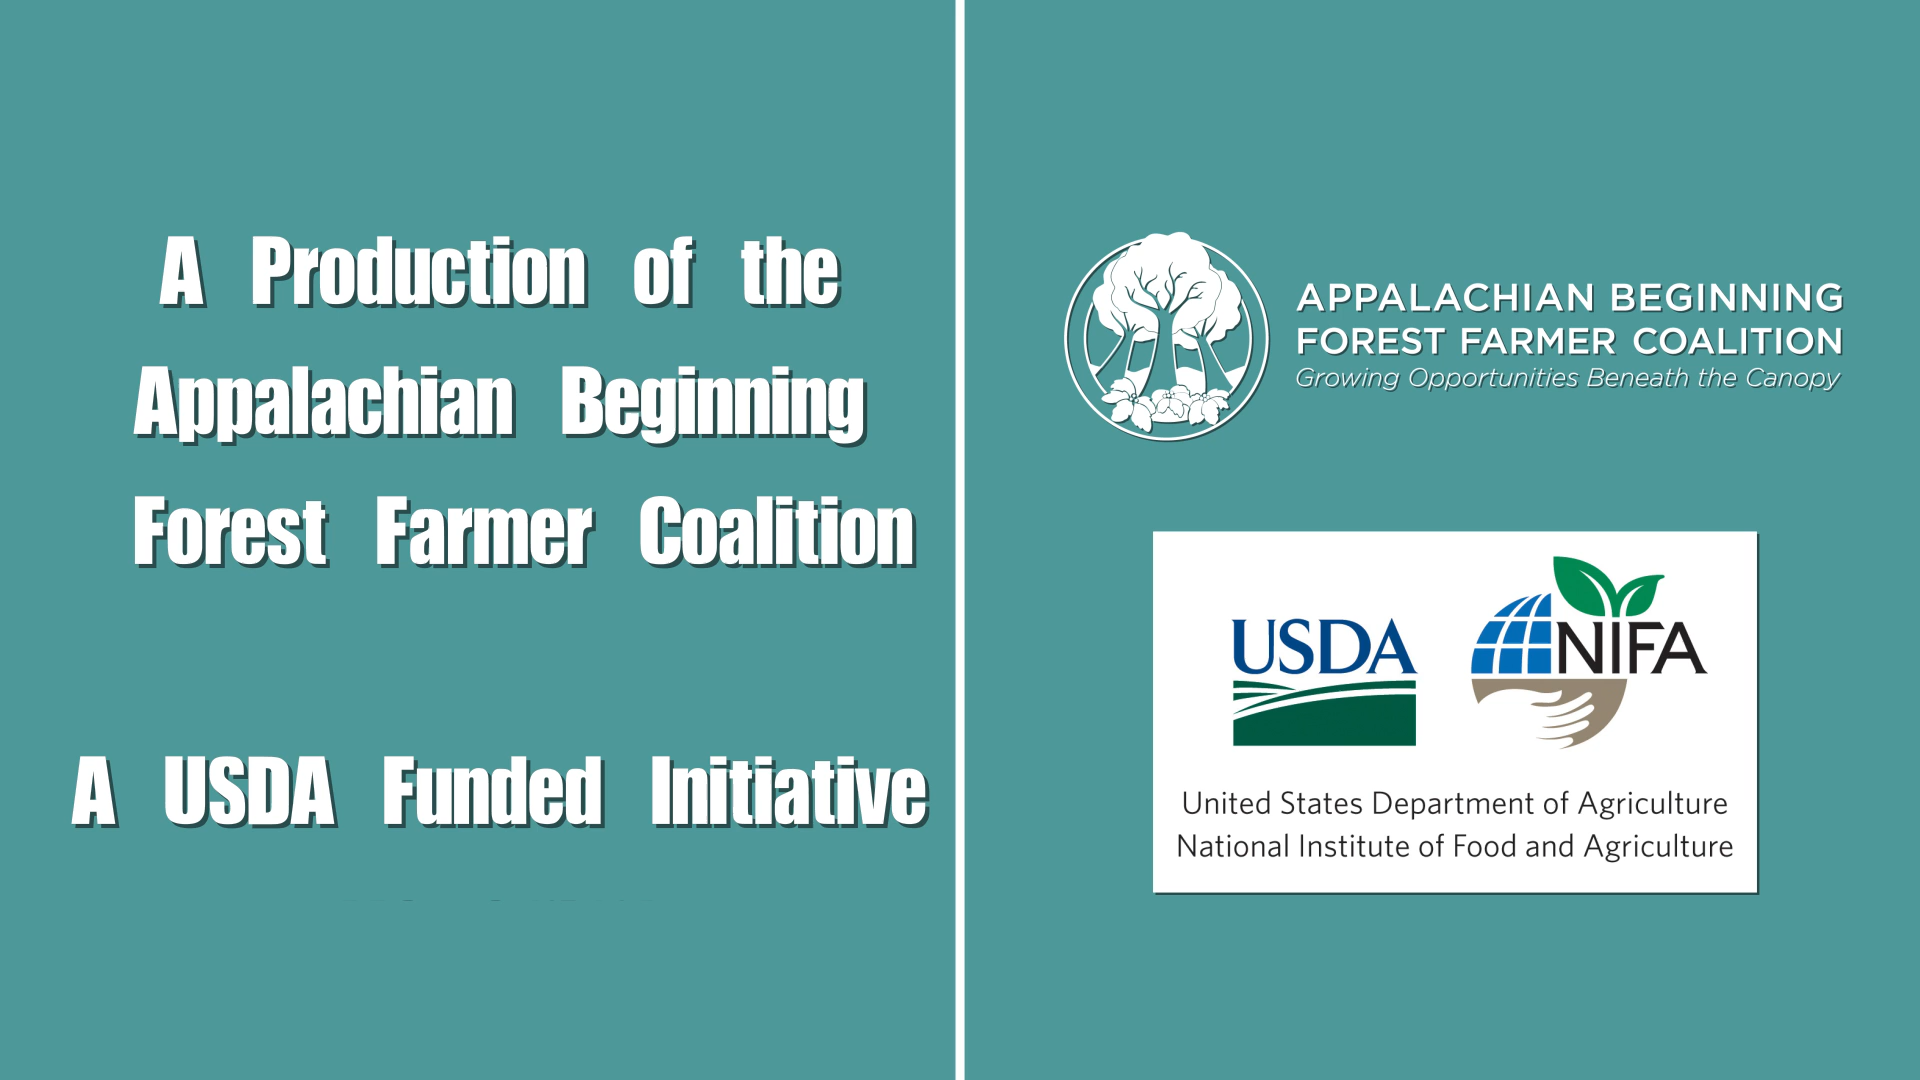 A Production of the
Appalachian Beginning
Forest Farmer Coalition
A USDA Funded Initiative
APPALACHIAN BEGINNING
FOREST FARMER COALITION
Growing Opportunities Beneath the Canopy
USDA
NIFA
United States Department of Agriculture
National Institute of Food and Agriculture